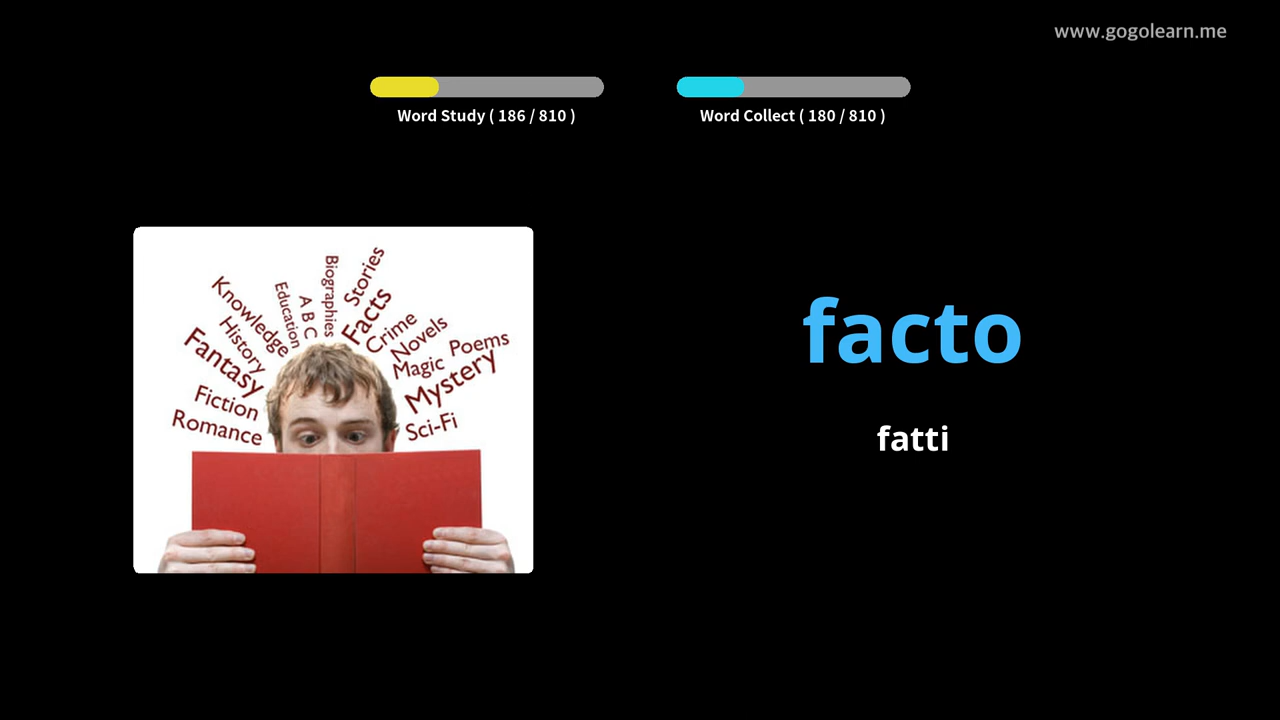 www.gogolearn.me
Word Study ( 186 / 810 )
Word Collect ( 180 / 810 )
Stories
Biographies
Facts
Education
A B C
Knowledge
Crime
Novels
History
Poems
Magic
Fantasy
Mystery
Fiction
Sci-Fi
Romance
facto
fatti